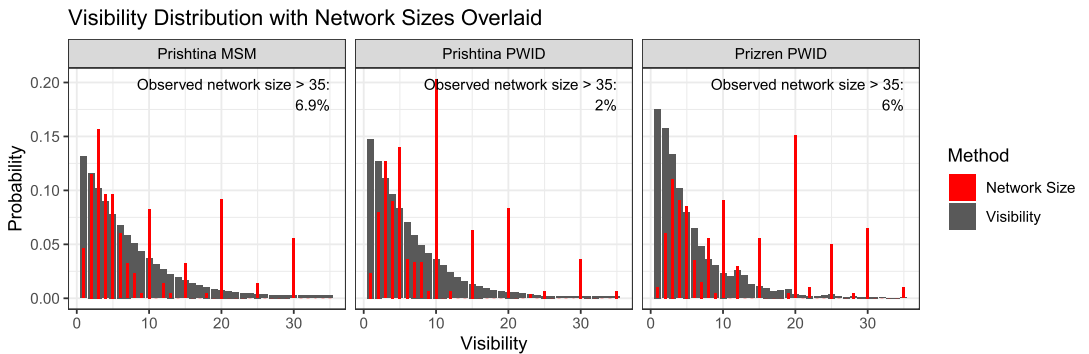 Visibility Distribution with Network Sizes Overlaid
Prishtina MSM
Prishtina PWID
Prizren PWID
Observed network size > 35:
6.9%
Observed network size > 35:
2%
Observed network size > 35:
6%
Probability
0.20
0.15
0.10
0.05
0.00
0 10 20 30
0 10 20 30
0 10 20 30
Visibility
Method
Network Size
Visibility